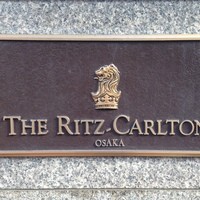 THE RITZ-CARLTON
OSAKA